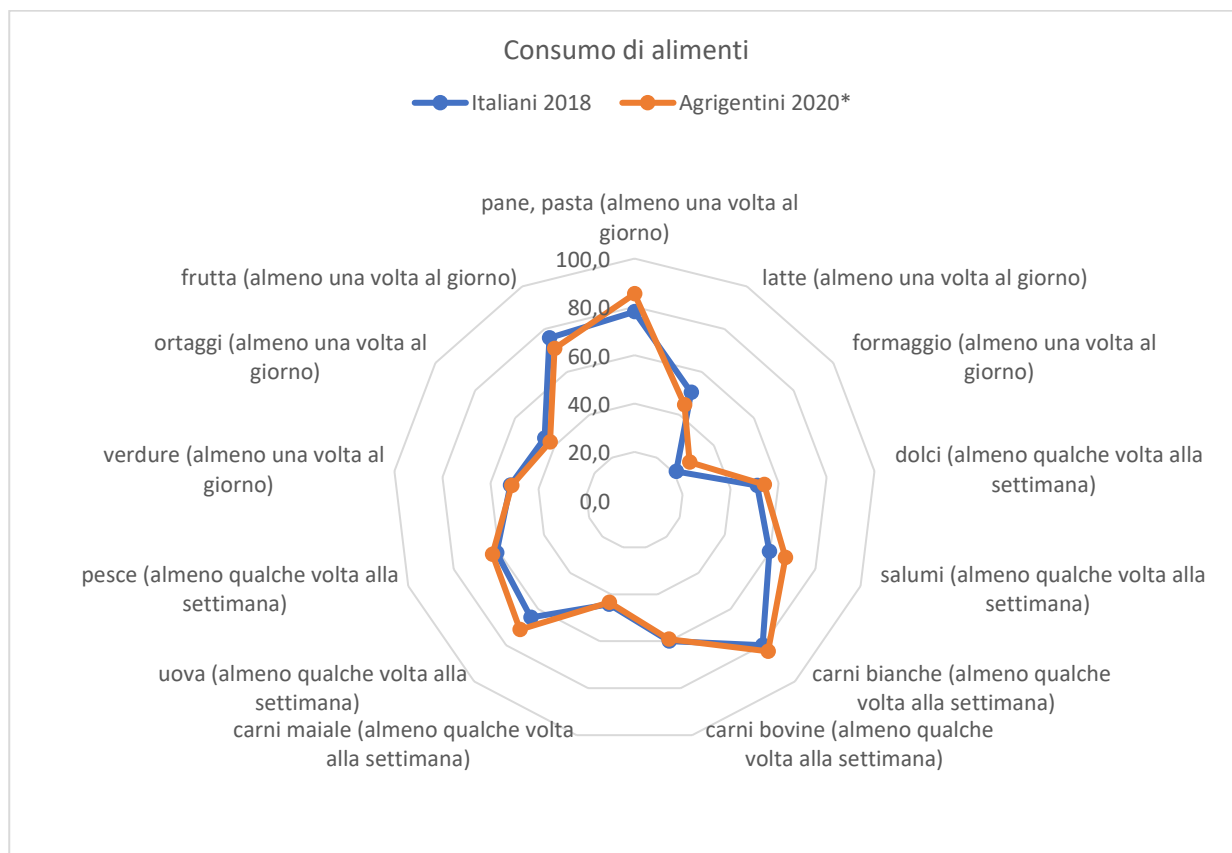 Consumo di alimenti
Italiani 2018
Agrigentini 2020*
pane, pasta (almeno una volta al
giorno)
latte (almeno una volta al giorno)
formaggio (almeno una volta al
giorno)
dolci (almeno qualche volta alla
settimana)
salumi (almeno qualche volta alla
settimana)
carni bianche (almeno qualche
volta alla settimana)
carni bovine (almeno qualche
volta alla settimana)
carni maiale (almeno qualche volta
alla settimana)
uova (almeno qualche volta alla
settimana)
pesce (almeno qualche volta alla
settimana)
verdure (almeno una volta al
giorno)
ortaggi (almeno una volta al
giorno)
frutta (almeno una volta al giorno)
100,0
80,0
60,0
40,0
20,0
0,0